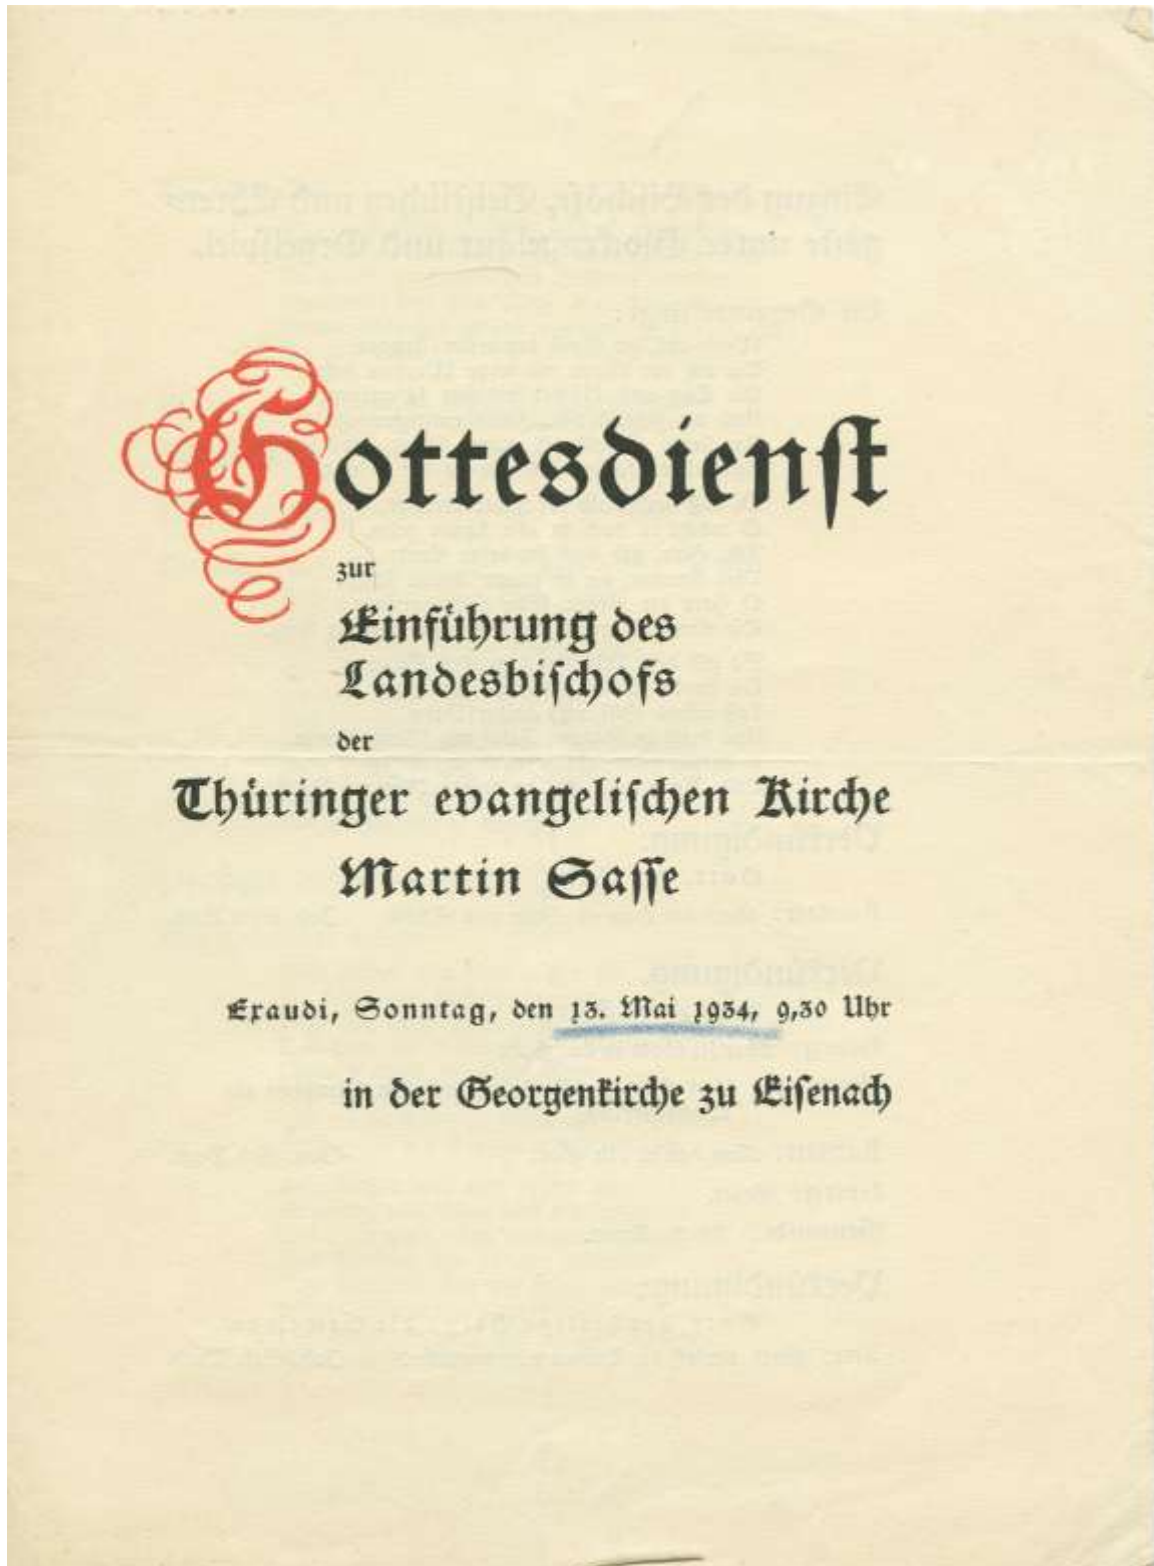 Gottesdienst
zur
Einführung des
Landesbischofs
der
Thüringer evangelischen Kirche
Martin Sasse
Exaudi, Sonntag, den 13. Mai 1934, 9,30 Uhr
in der Georgenkirche zu Eisenach